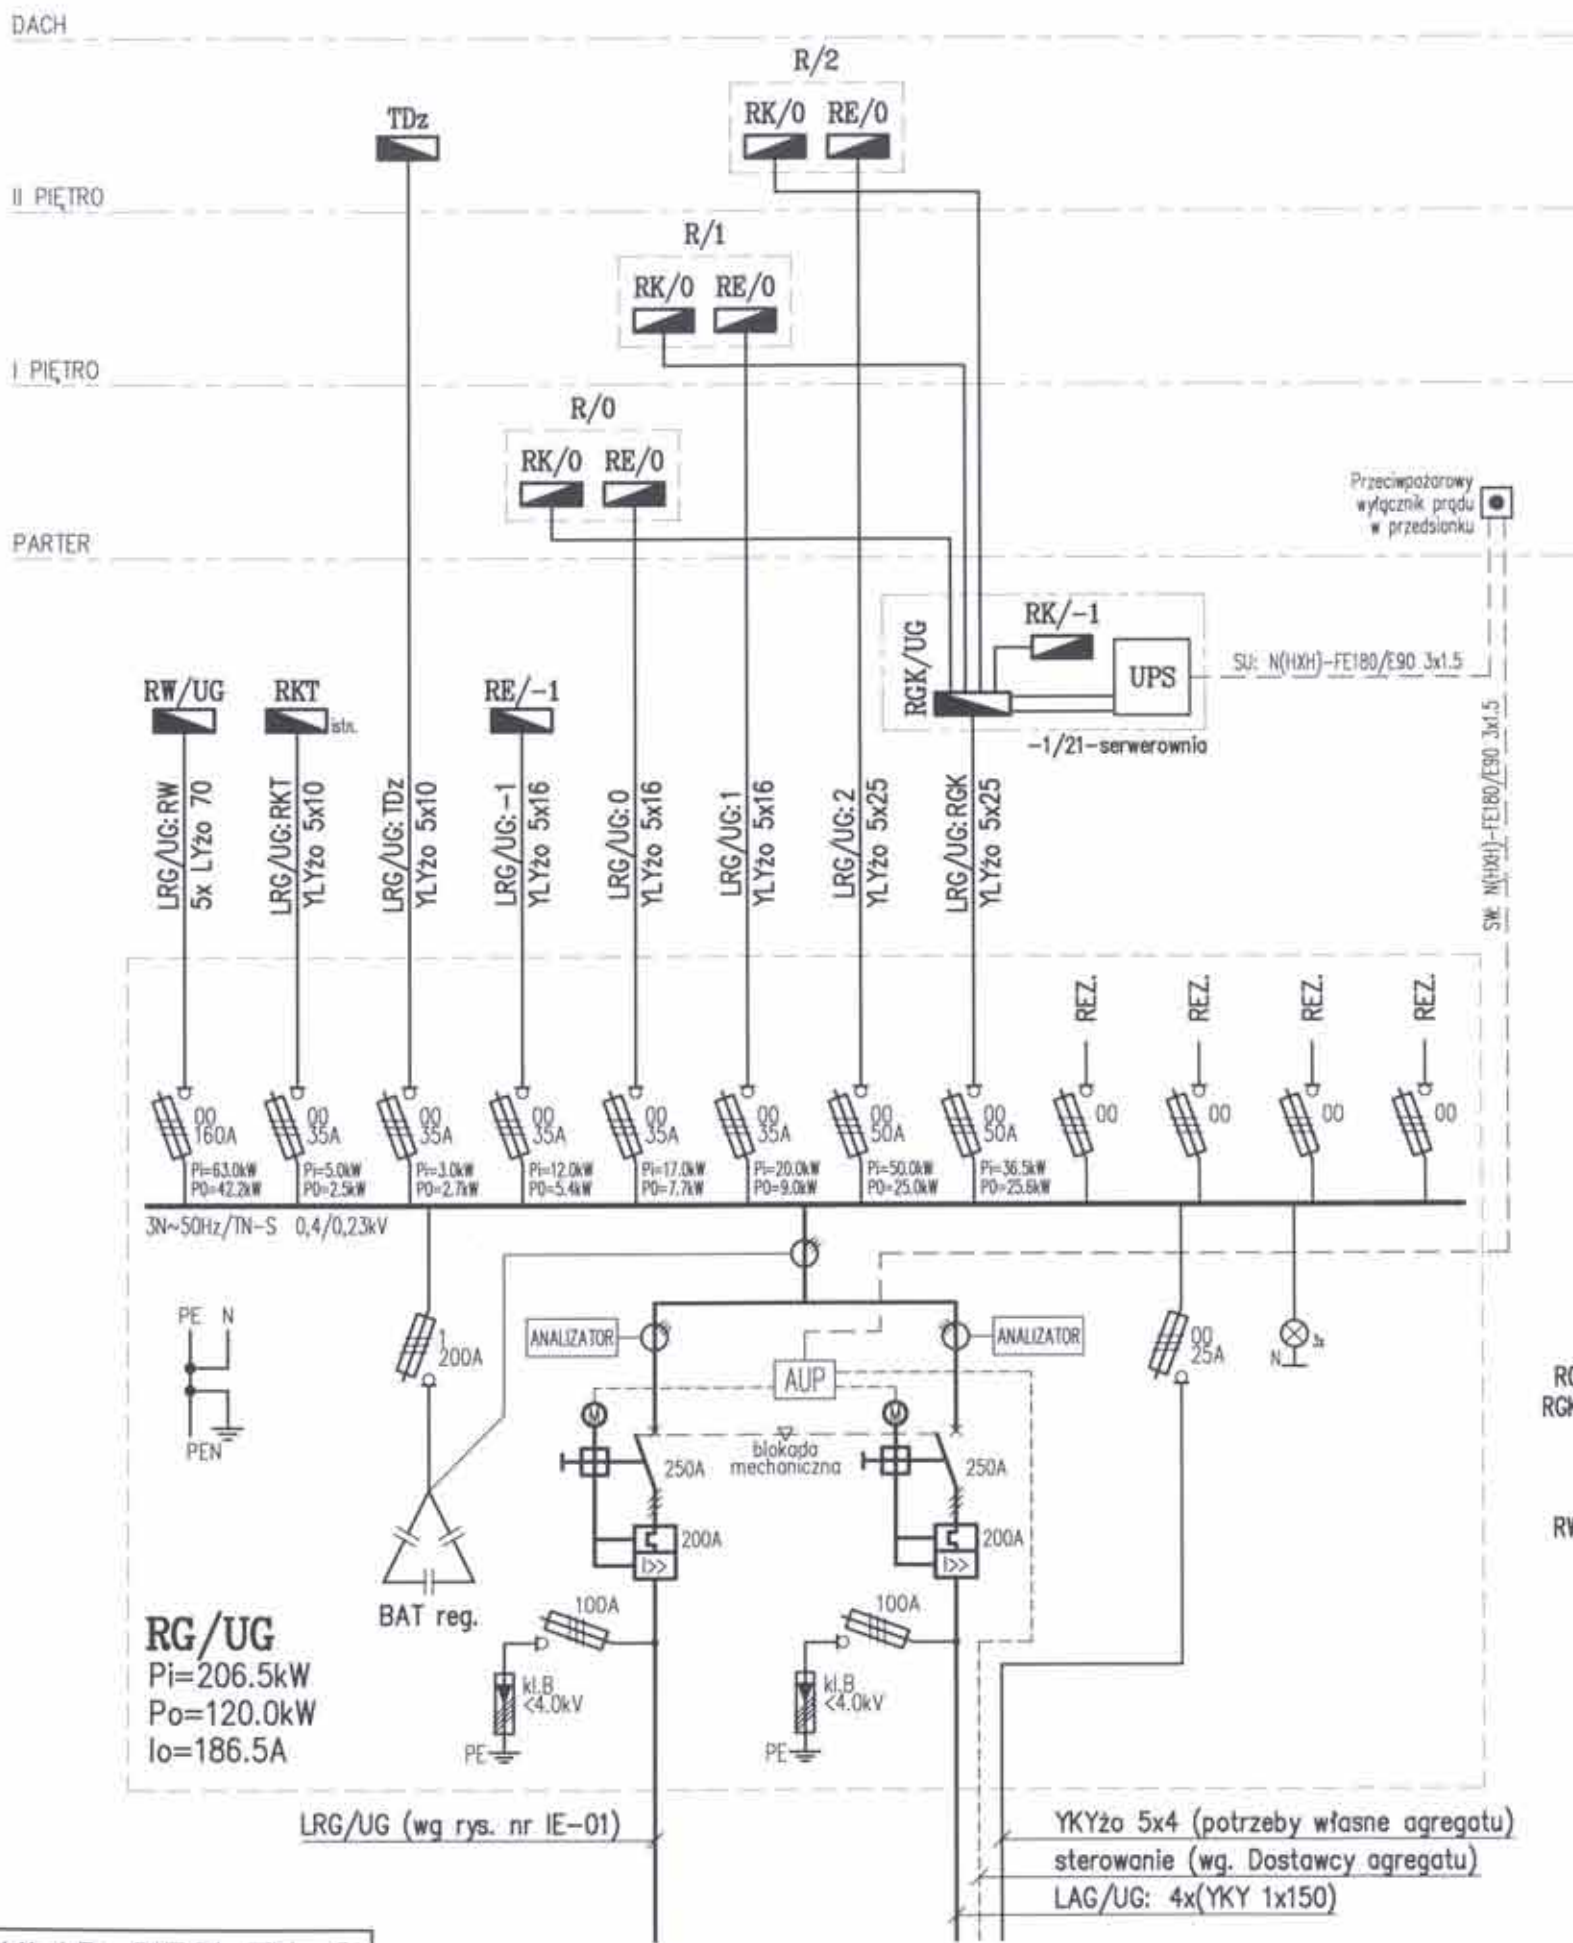 DACH
R/2
TDz
RK/0 RE/0
II PIĘTRO
R/1
RK/0 RE/0
I PIĘTRO
R/0
RK/0 RE/0
Przeciwpożarowy
wyłącznik prądu
w przedsionku
PARTER
RK/-1
RGK/UG
UPS
SU: N(HXH)-FE180/E90 3x1.5
SW: N(HXH)-FE180/E90 3x1.5
-1/21-serwerownia
RW/UG
RKT
istn.
RE/-1
LRG/UG:RW
5x LYżo 70
LRG/UG:RKT
YLYżo 5x10
LRG/UG:TDz
YLYżo 5x10
LRG/UG:-1
YLYżo 5x16
LRG/UG:0
YLYżo 5x16
LRG/UG:1
YLYżo 5x16
LRG/UG:2
YLYżo 5x25
LRG/UG:RGK
YLYżo 5x25
REZ.
REZ.
REZ.
REZ.
00
160A
Pi=63.0kW
PO=42.2kW
00
35A
Pi=5.0kW
PO=2.5kW
00
35A
Pi=3.0kW
PO=2.7kW
00
35A
Pi=12.0kW
PO=5.4kW
00
35A
Pi=17.0kW
PO=7.7kW
00
35A
Pi=20.0kW
PO=9.0kW
00
50A
Pi=50.0kW
PO=25.0kW
00
50A
Pi=36.5kW
PO=25.6kW
00
00
00
00
3N~50Hz/TN-S 0,4/0,23kV
PE N
PEN
1
200A
ANALIZATOR
ANALIZATOR
AUP
00
25A
N
3x
blokada
mechaniczna
250A
250A
200A
200A
I>>
I>>
BAT reg.
100A
100A
kl.B
<4.0kV
kl.B
<4.0kV
PE
PE
RG/UG
Pi=206.5kW
Po=120.0kW
Io=186.5A
LRG/UG (wg rys. nr IE-01)
YKYżo 5x4 (potrzeby własne agregatu)
sterowanie (wg. Dostawcy agregatu)
LAG/UG: 4x(YKY 1x150)